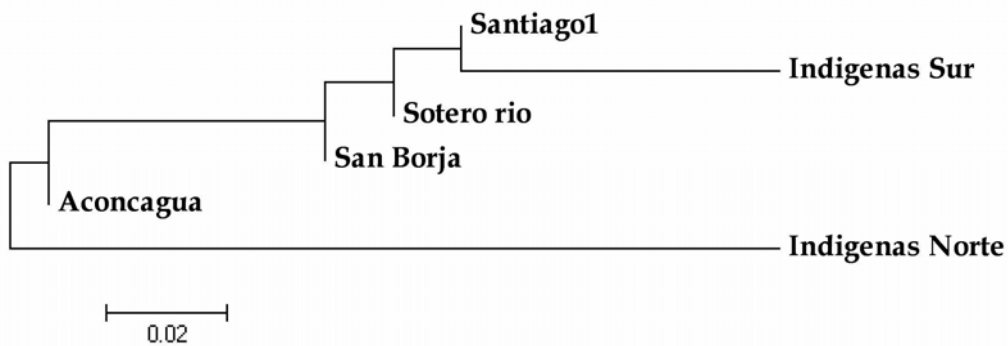 Santiago1
Indigenas Sur
Sotero rio
San Borja
Aconcagua
Indigenas Norte
0.02